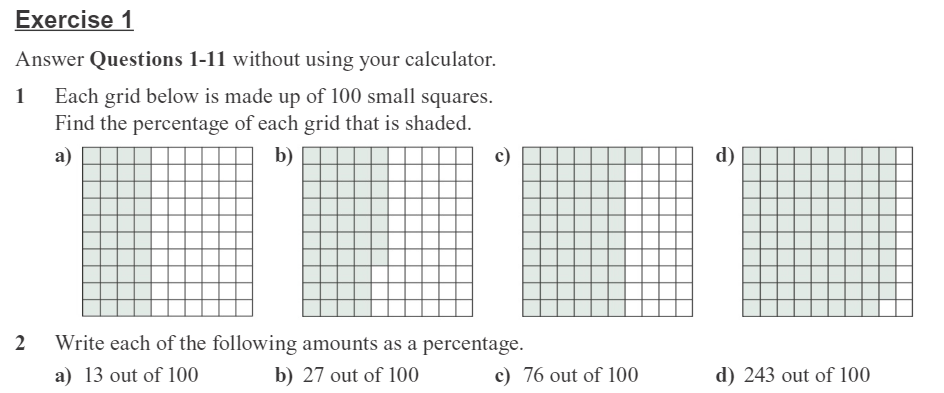 Exercise 1
Answer Questions 1-11 without using your calculator.
1 Each grid below is made up of 100 small squares.
Find the percentage of each grid that is shaded.
a) b) c) d)
2 Write each of the following amounts as a percentage.
a) 13 out of 100 b) 27 out of 100 c) 76 out of 100 d) 243 out of 100